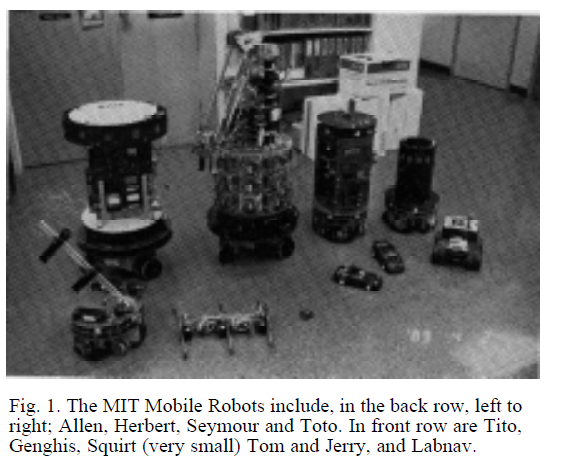 Fig. 1. The MIT Mobile Robots include, in the back row, left to
right; Allen, Herbert, Seymour and Toto. In front row are Tito,
Genghis, Squirt (very small) Tom and Jerry, and Labnav.